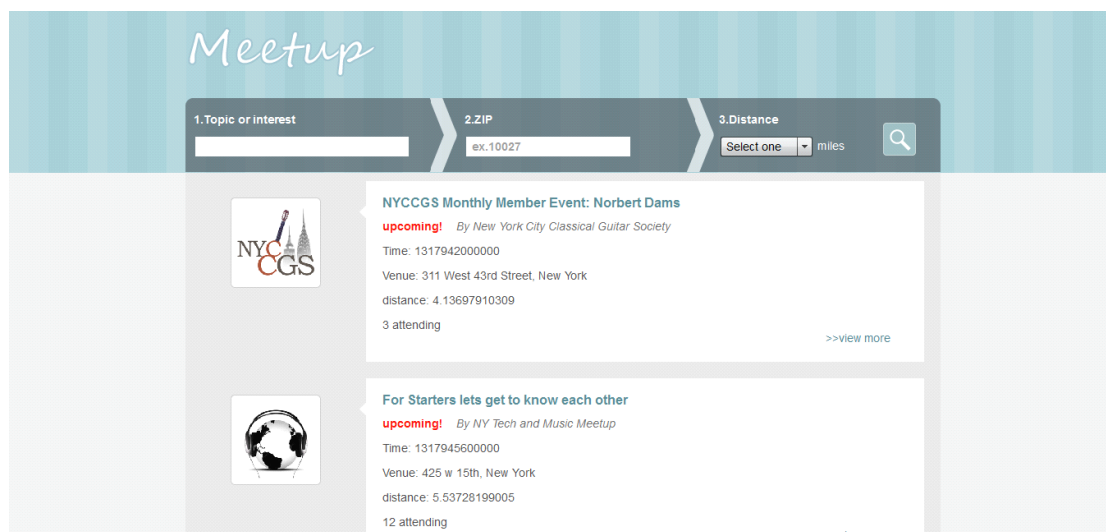 Meetup
1.Topic or interest
2.ZIP
3.Distance
ex.10027
Select one
miles
NYC
CGS
NYCCGS Monthly Member Event: Norbert Dams
upcoming! By New York City Classical Guitar Society
Time: 1317942000000
Venue: 311 West 43rd Street, New York
distance: 4.13697910309
3 attending
>>view more
For Starters lets get to know each other
upcoming! By NY Tech and Music Meetup
Time: 1317945600000
Venue: 425 w 15th, New York
distance: 5.53728199005
12 attending